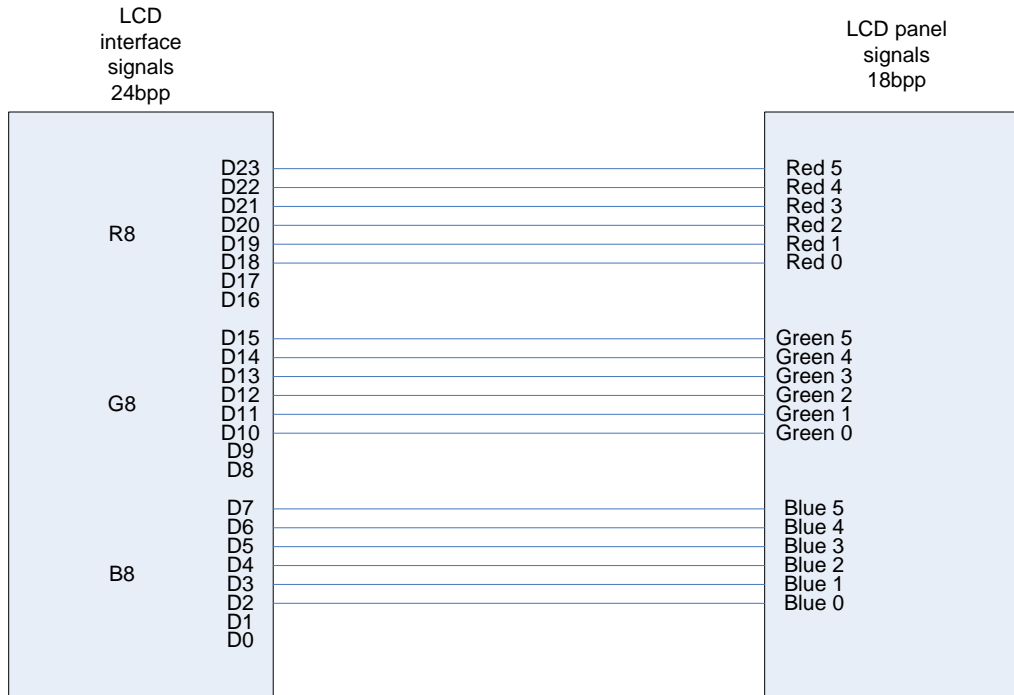 LCD
interface
signals
24bpp
LCD panel
signals
18bpp
R8
D23
D22
D21
D20
D19
D18
D17
D16
Red 5
Red 4
Red 3
Red 2
Red 1
Red 0
G8
D15
D14
D13
D12
D11
D10
D9
D8
Green 5
Green 4
Green 3
Green 2
Green 1
Green 0
B8
D7
D6
D5
D4
D3
D2
D1
D0
Blue 5
Blue 4
Blue 3
Blue 2
Blue 1
Blue 0